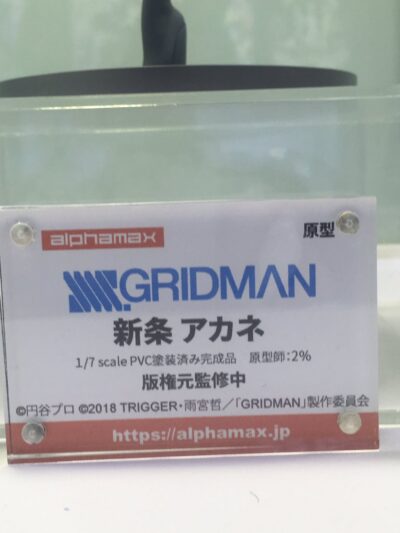 alphamax
原型
SSSS.GRIDMAN
新条 アカネ
1/7 scale PVC塗装済み完成品 原型師:2%
版権元監修中
©円谷プロ ©2018 TRIGGER・雨宮哲/「GRIDMAN」製作委員会
https://alphamax.jp